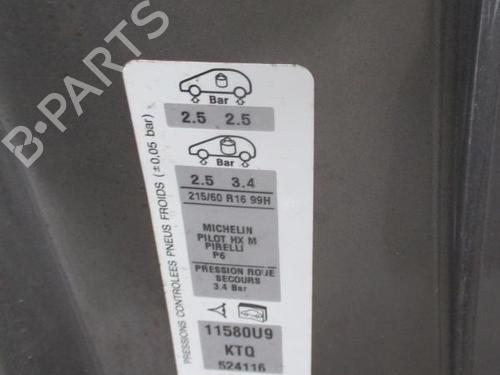 B-PARTS
PRESSIONS CONTROLEES PNEUS FROIDS (±0,05 bar)
Bar
2.5 2.5
Bar
2.5 3.4
215/60 R16 99H
MICHELIN
PILOT HX M
PIRELLI
P6
PRESSION ROUE
SECOURS
3.4 Bar
11580U9
KTQ
524116